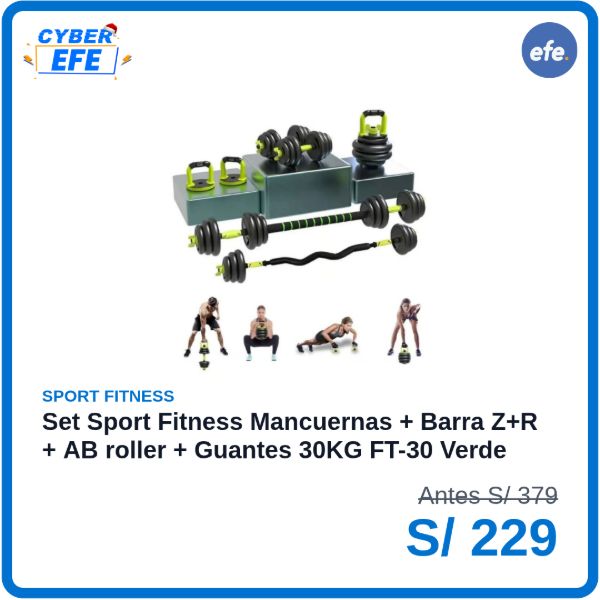 CYBER
EFE
efe.
SPORT FITNESS
Set Sport Fitness Mancuernas + Barra Z+R
+ AB roller + Guantes 30KG FT-30 Verde
Antes S/ 379
S/ 229